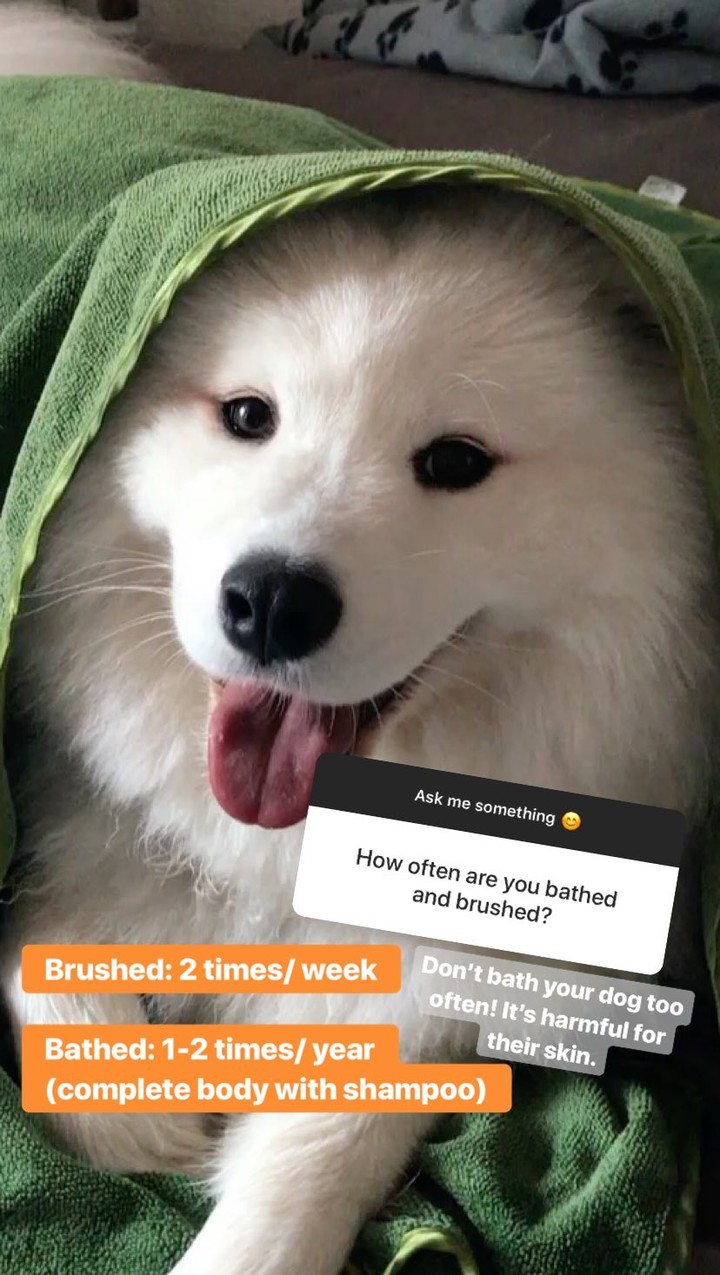 Ask me something 😊
How often are you bathed
and brushed?
Brushed: 2 times/ week
Don't bath your dog too
often! It's harmful for
their skin.
Bathed: 1-2 times/ year
(complete body with shampoo)